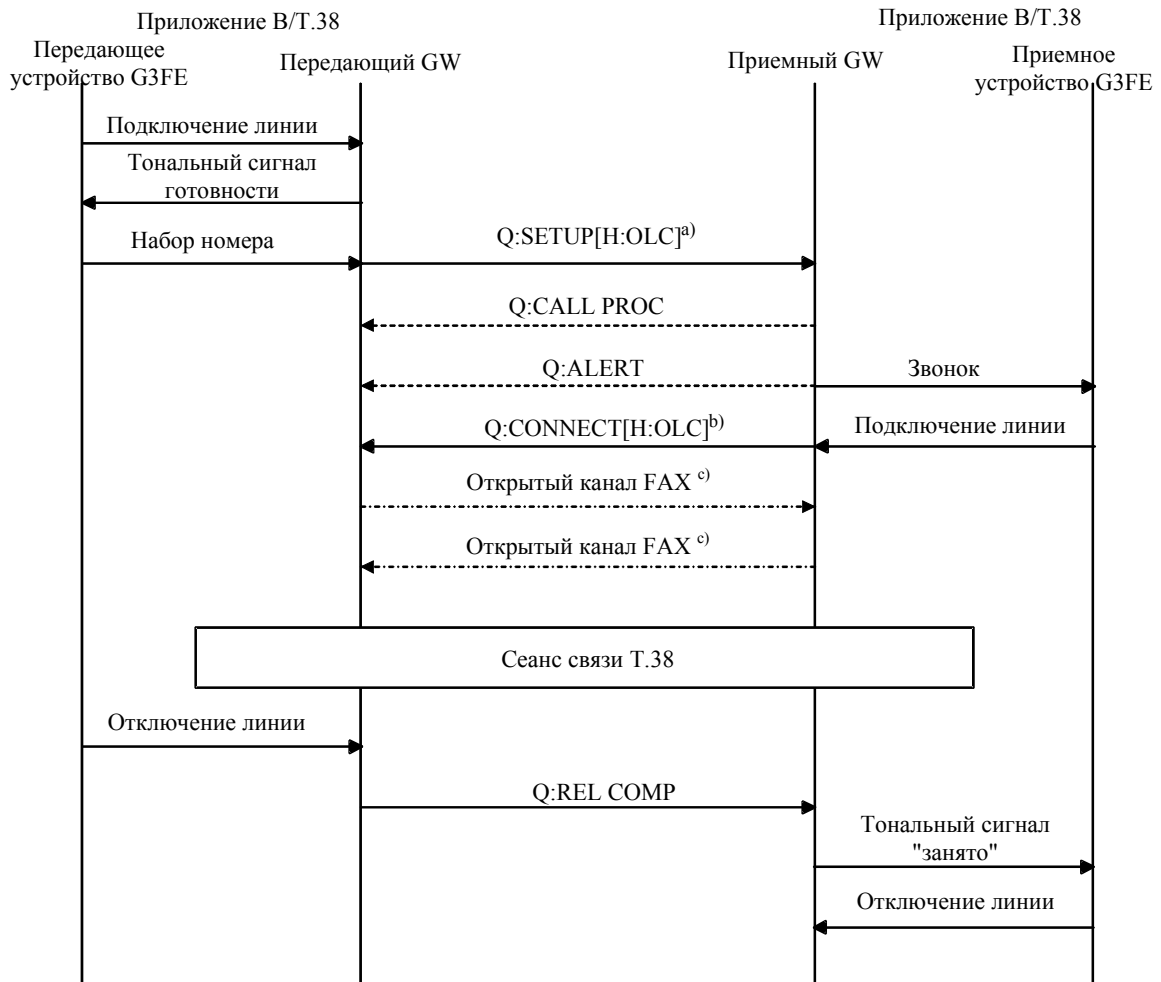 Приложение B/T.38
Приложение B/T.38
Передающее
устройство G3FE
Передающий GW
Приемный GW
Приемное
устройство G3FE
Подключение линии
Тональный сигнал
готовности
Набор номера
Q:SETUP[H:OLC]a)
Q:CALL PROC
Q:ALERT
Звонок
Q:CONNECT[H:OLC]b)
Подключение линии
Открытый канал FAX c)
Открытый канал FAX c)
Сеанс связи T.38
Отключение линии
Q:REL COMP
Тональный сигнал
"занято"
Отключение линии